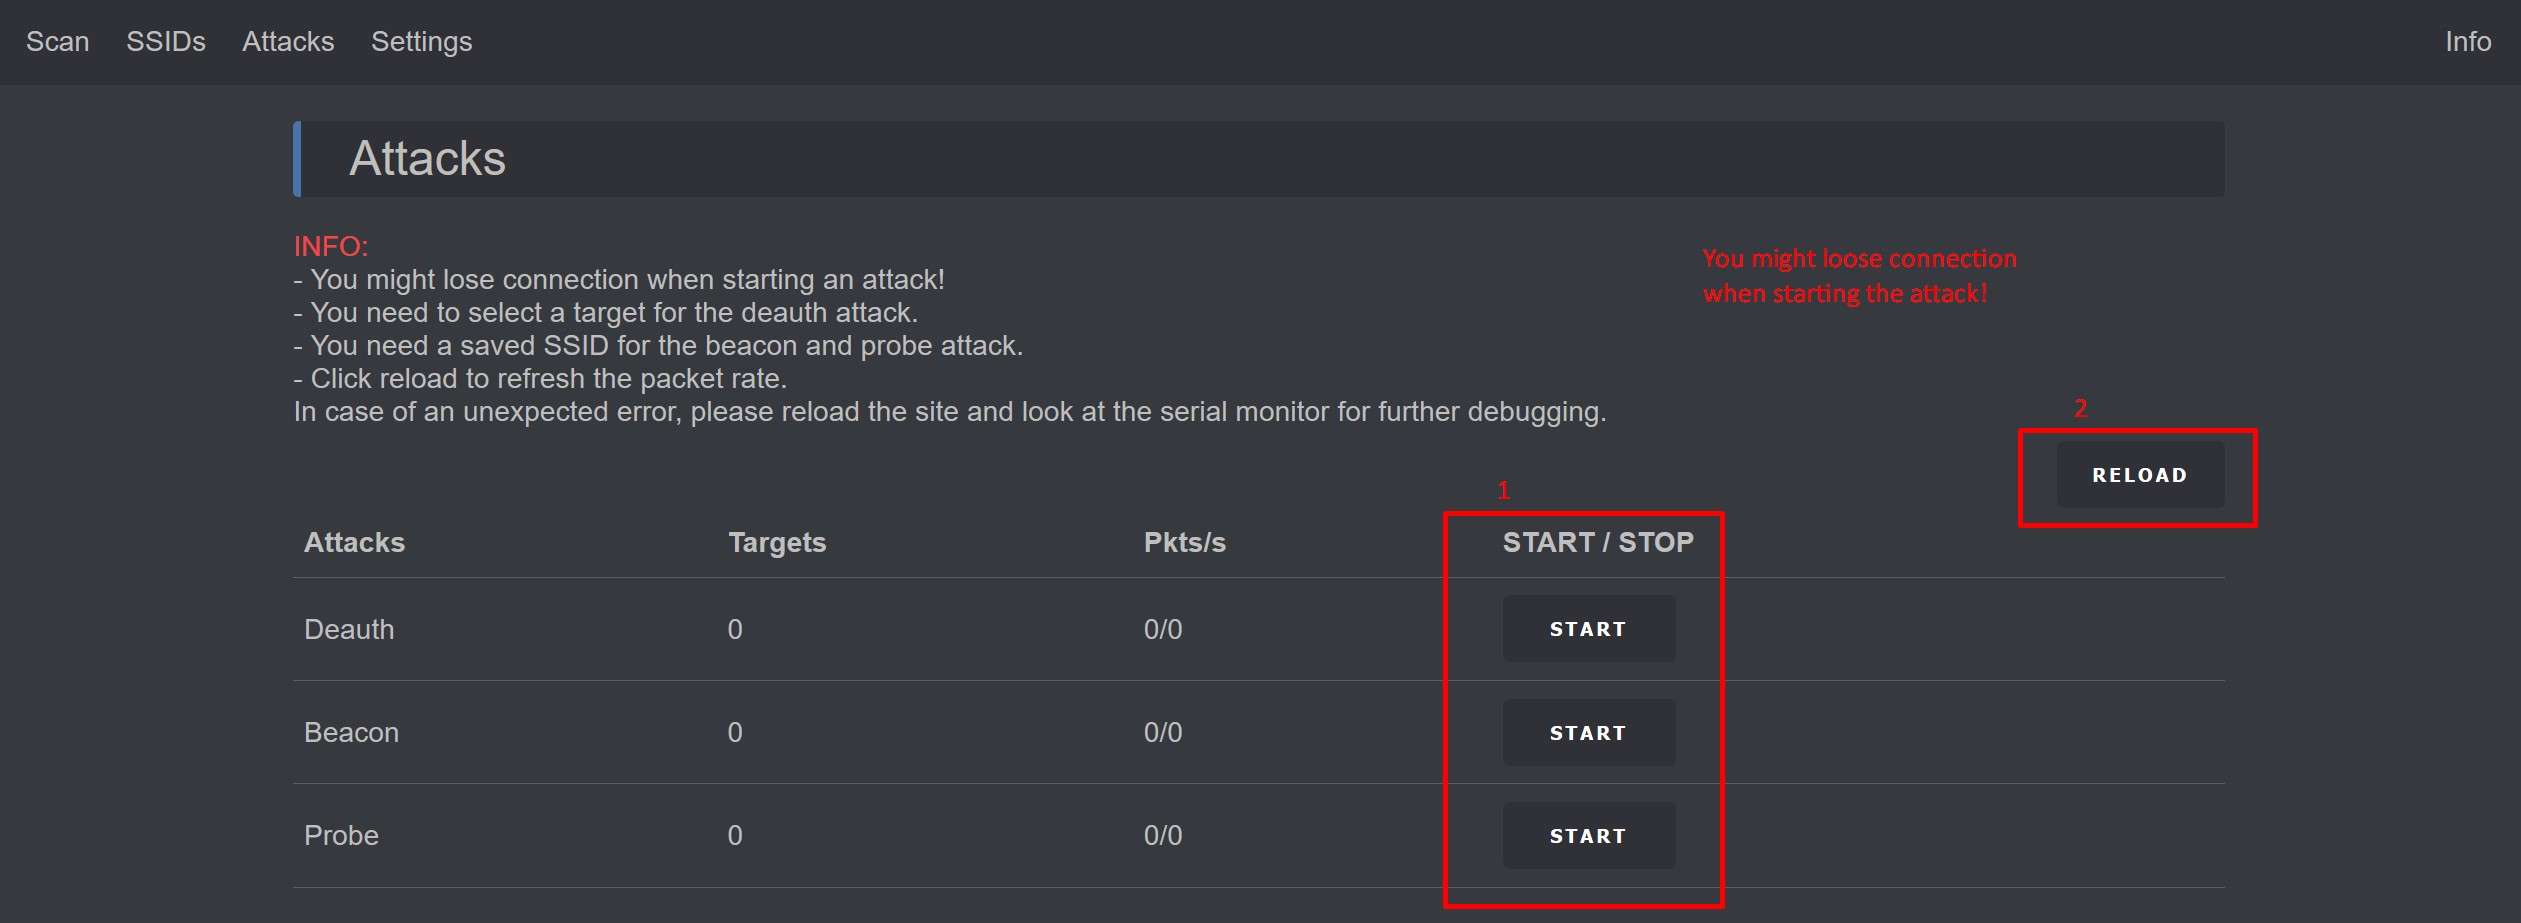 Scan SSIDs Attacks Settings Info
Attacks
INFO:
- You might lose connection when starting an attack!
- You need to select a target for the deauth attack.
- You need a saved SSID for the beacon and probe attack.
- Click reload to refresh the packet rate.
In case of an unexpected error, please reload the site and look at the serial monitor for further debugging.
You might loose connection
when starting the attack!
2
RELOAD
1
Attacks Targets Pkts/s START / STOP
Deauth 0 0/0 START
Beacon 0 0/0 START
Probe 0 0/0 START